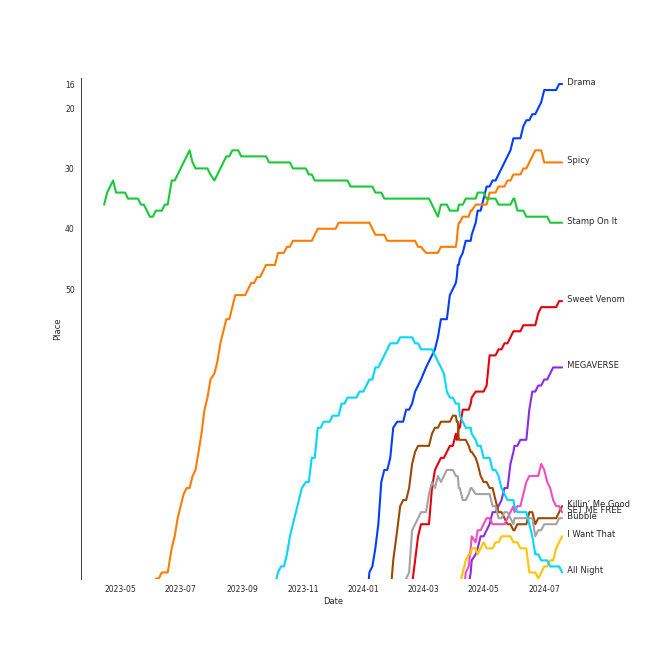 Drama
16
20
Spicy
30
Stamp On It
40
50
Sweet Venom
Place
MEGAVERSE
Killin' Me Good
SET ME FREE
Bubble
I Want That
All Night
2023-05 2023-07 2023-09 2023-11 2024-01 2024-03 2024-05 2024-07
Date